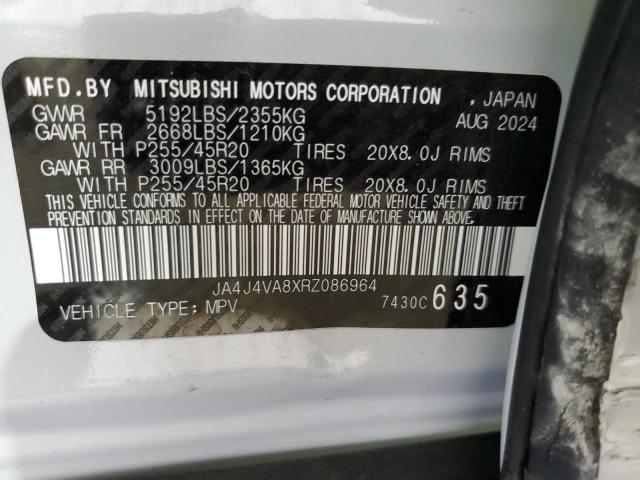 MFD.BY MITSUBISHI MOTORS CORPORATION , JAPAN
GVWR 5192LBS/2355KG AUG 2024
GAWR FR 2668LBS/1210KG
WITH P255/45R20 TIRES 20X8.0J RIMS
GAWR RR 3009LBS/1365KG
WITH P255/45R20 TIRES 20X8.0J RIMS
THIS VEHICLE CONFORMS TO ALL APPLICABLE FEDERAL MOTOR VEHICLE SAFETY AND THEFT
PREVENTION STANDARDS IN EFFECT ON THE DATE OF MANUFACTURE SHOWN ABOVE.
JA4J4VA8XRZ086964
VEHICLE TYPE: MPV 7430C 635